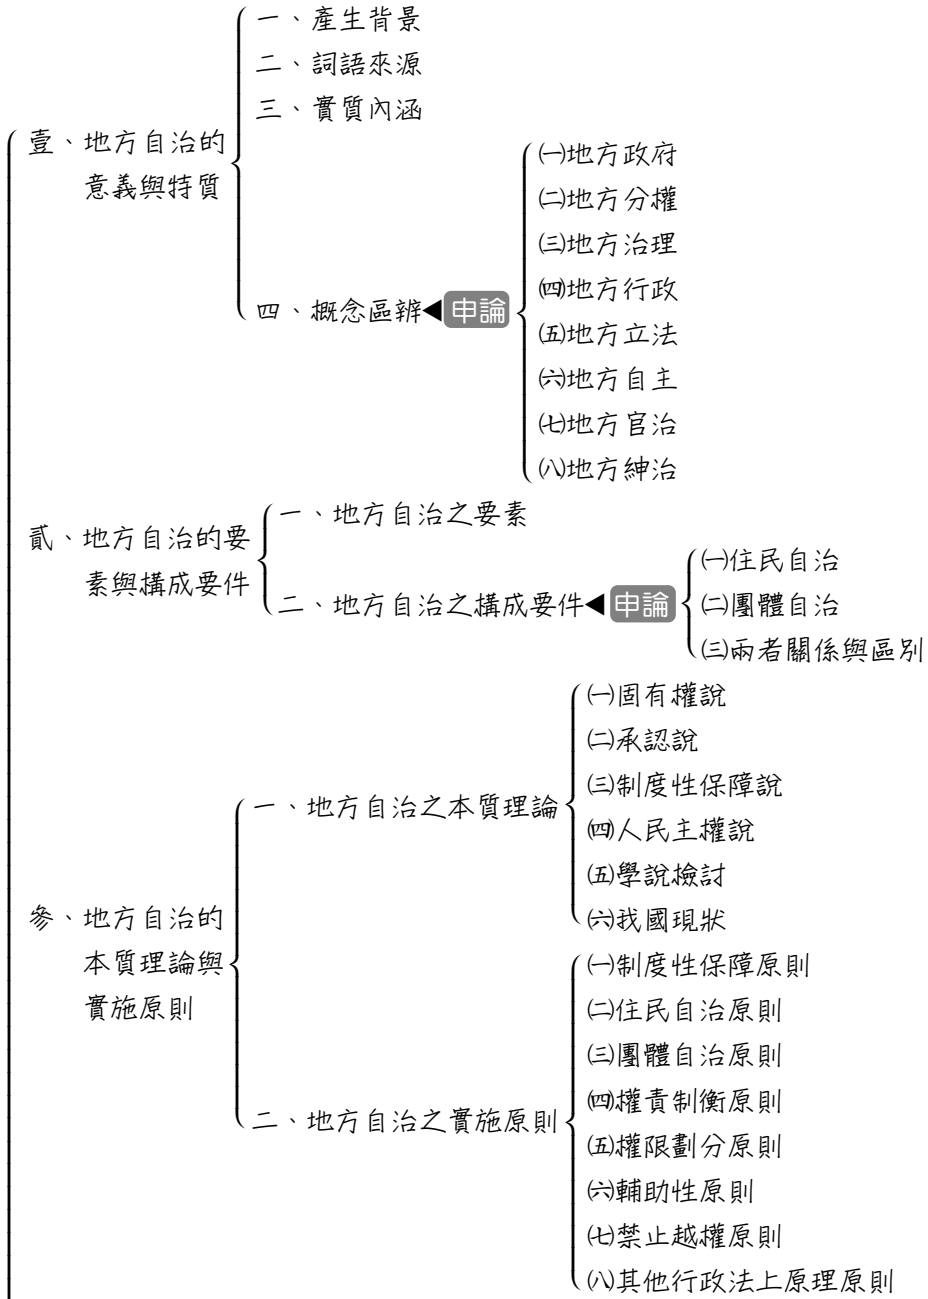 壹、地方自治的
意義與特質
一、產生背景
二、詞語來源
三、實質內涵
四、概念區辨◀申論
㈠地方政府
㈡地方分權
㈢地方治理
㈣地方行政
㈤地方立法
㈥地方自主
㈦地方官治
㈧地方紳治
貳、地方自治的要
素與構成要件
一、地方自治之要素
二、地方自治之構成要件◀申論
㈠住民自治
㈡團體自治
㈢兩者關係與區別
參、地方自治的
本質理論與
實施原則
一、地方自治之本質理論
㈠固有權說
㈡承認說
㈢制度性保障說
㈣人民主權說
㈤學說檢討
㈥我國現狀
二、地方自治之實施原則
㈠制度性保障原則
㈡住民自治原則
㈢團體自治原則
㈣權責制衡原則
㈤權限劃分原則
㈥輔助性原則
㈦禁止越權原則
㈧其他行政法上原理原則